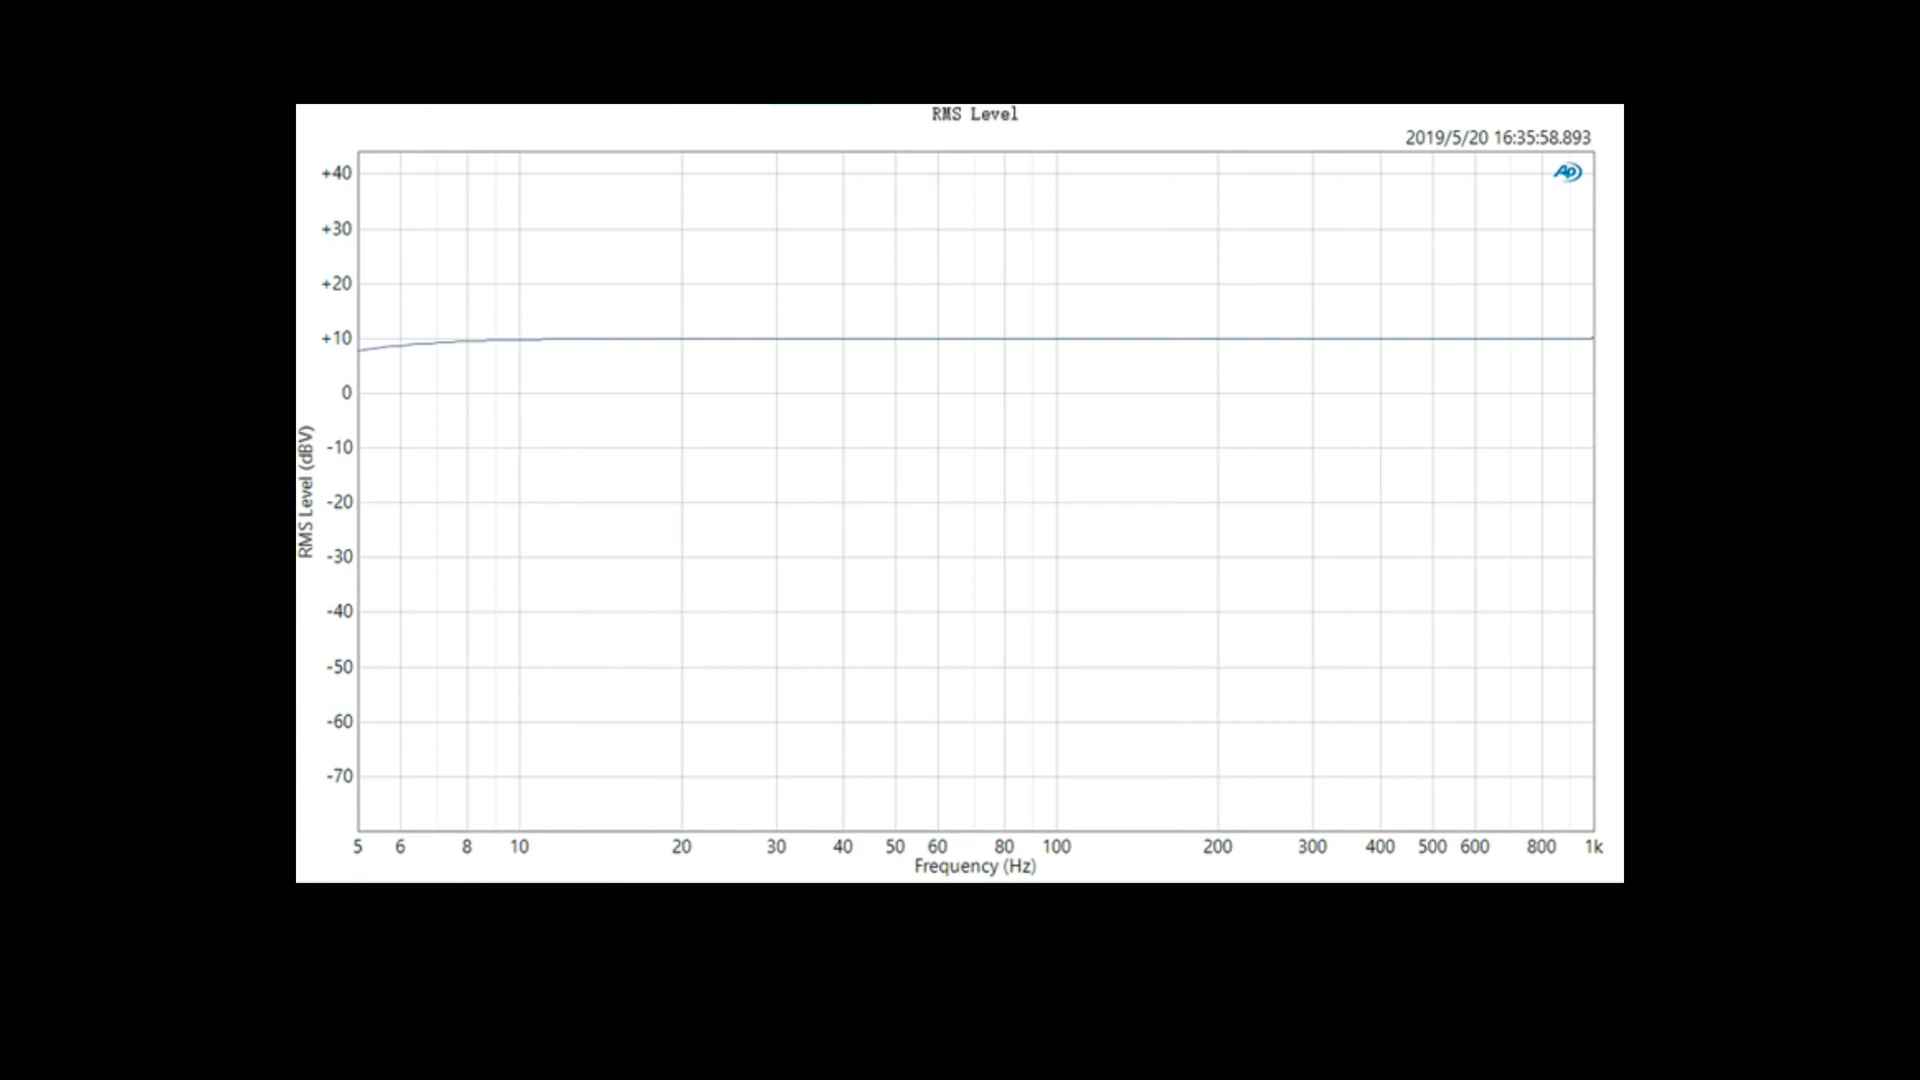 RMS Level
2019/5/20 16:35:58.893
AP
+40
+30
+20
+10
0
-10
-20
-30
-40
-50
-60
-70
RMS Level (dBV)
5 6 8 10 20 30 40 50 60 80 100 200 300 400 500 600 800 1k
Frequency (Hz)